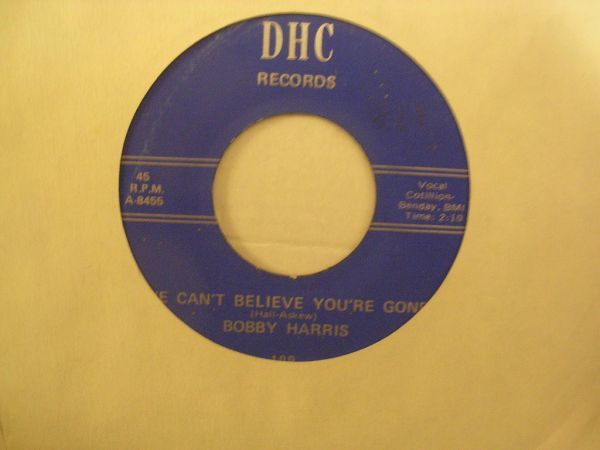 DHC
RECORDS
45
R.P.M.
A-8456
Vocal
Cotillion-
Benday, BMI
Time: 2:10
CAN'T BELIEVE YOU'RE GON
(Hall-Askew)
BOBBY HARRIS